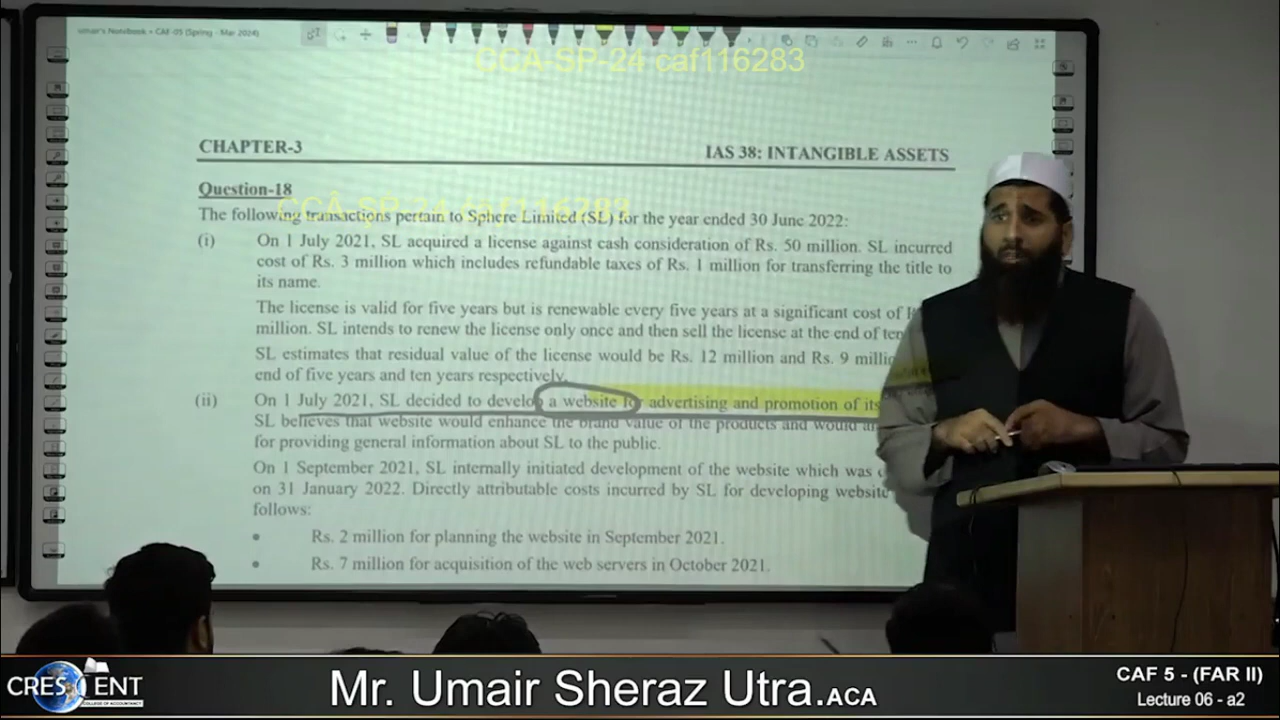 umair's Notebook • CAF-05 (Spring - Mar 2024)
CCA-SP-24 caf116283
CHAPTER-3 IAS 38: INTANGIBLE ASSETS
Question-18
CCA-SP-24 caf116283
The following transactions pertain to Sphere Limited (SL) for the year ended 30 June 2022:
(i) On 1 July 2021, SL acquired a license against cash consideration of Rs. 50 million. SL incurred
cost of Rs. 3 million which includes refundable taxes of Rs. 1 million for transferring the title to
its name.
The license is valid for five years but is renewable every five years at a significant cost of
million. SL intends to renew the license only once and then sell the license at the end of ten
SL estimates that residual value of the license would be Rs. 12 million and Rs. 9 millio
end of five years and ten years respectively.
(ii) On 1 July 2021, SL decided to develop a website for advertising and promotion of its
SL believes that website would enhance the brand value of the products and would
for providing general information about SL to the public.
On 1 September 2021, SL internally initiated development of the website which was
on 31 January 2022. Directly attributable costs incurred by SL for developing website
follows:
• Rs. 2 million for planning the website in September 2021.
• Rs. 7 million for acquisition of the web servers in October 2021.
CRESCENT
COLLEGE OF ACCOUNTANCY
Mr. Umair Sheraz Utra.ACA
CAF 5 - (FAR II)
Lecture 06 - a2